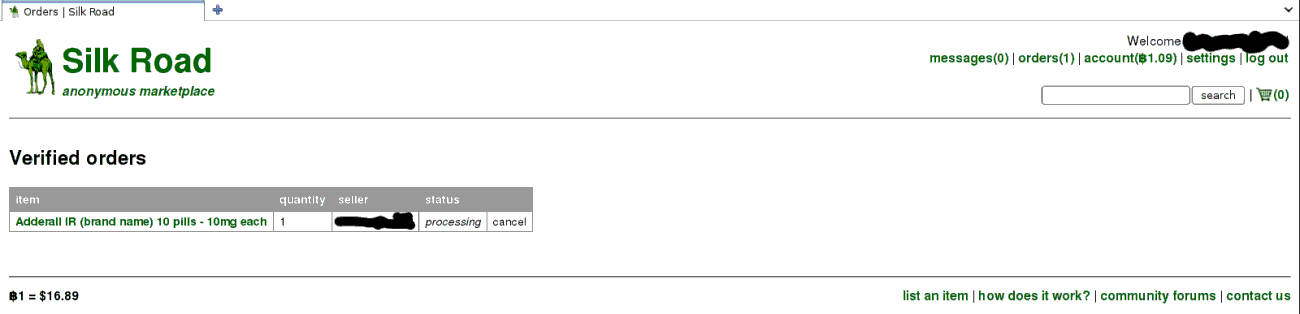 Orders | Silk Road
Welcome
messages(0) | orders(1) | account(฿1.09) | settings | log out
Silk Road
anonymous marketplace
search | (0)
Verified orders
item quantity seller status
Adderall IR (brand name) 10 pills - 10mg each 1 processing cancel
฿1 = $16.89 list an item | how does it work? | community forums | contact us